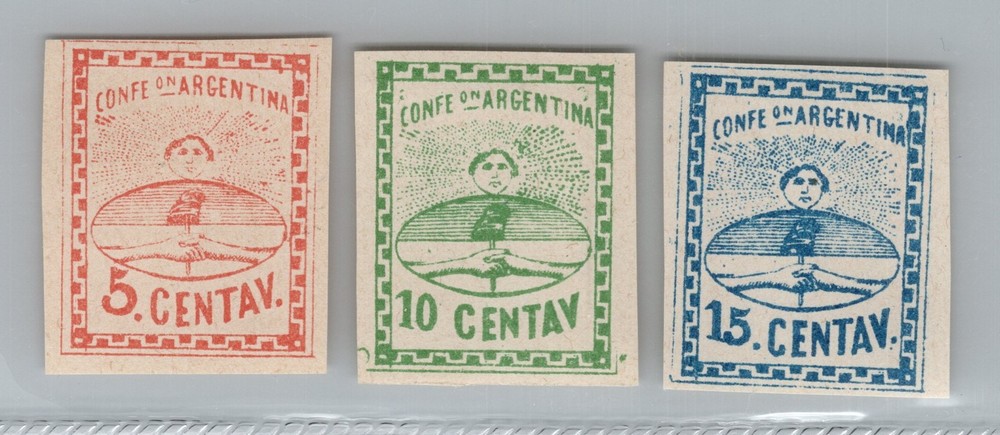 CONFE ON ARGENTINA
5. CENTAV.
CONFE ON ARGENTINA
10 CENTAV
CONFE ON ARGENTINA
15. CENTAV.